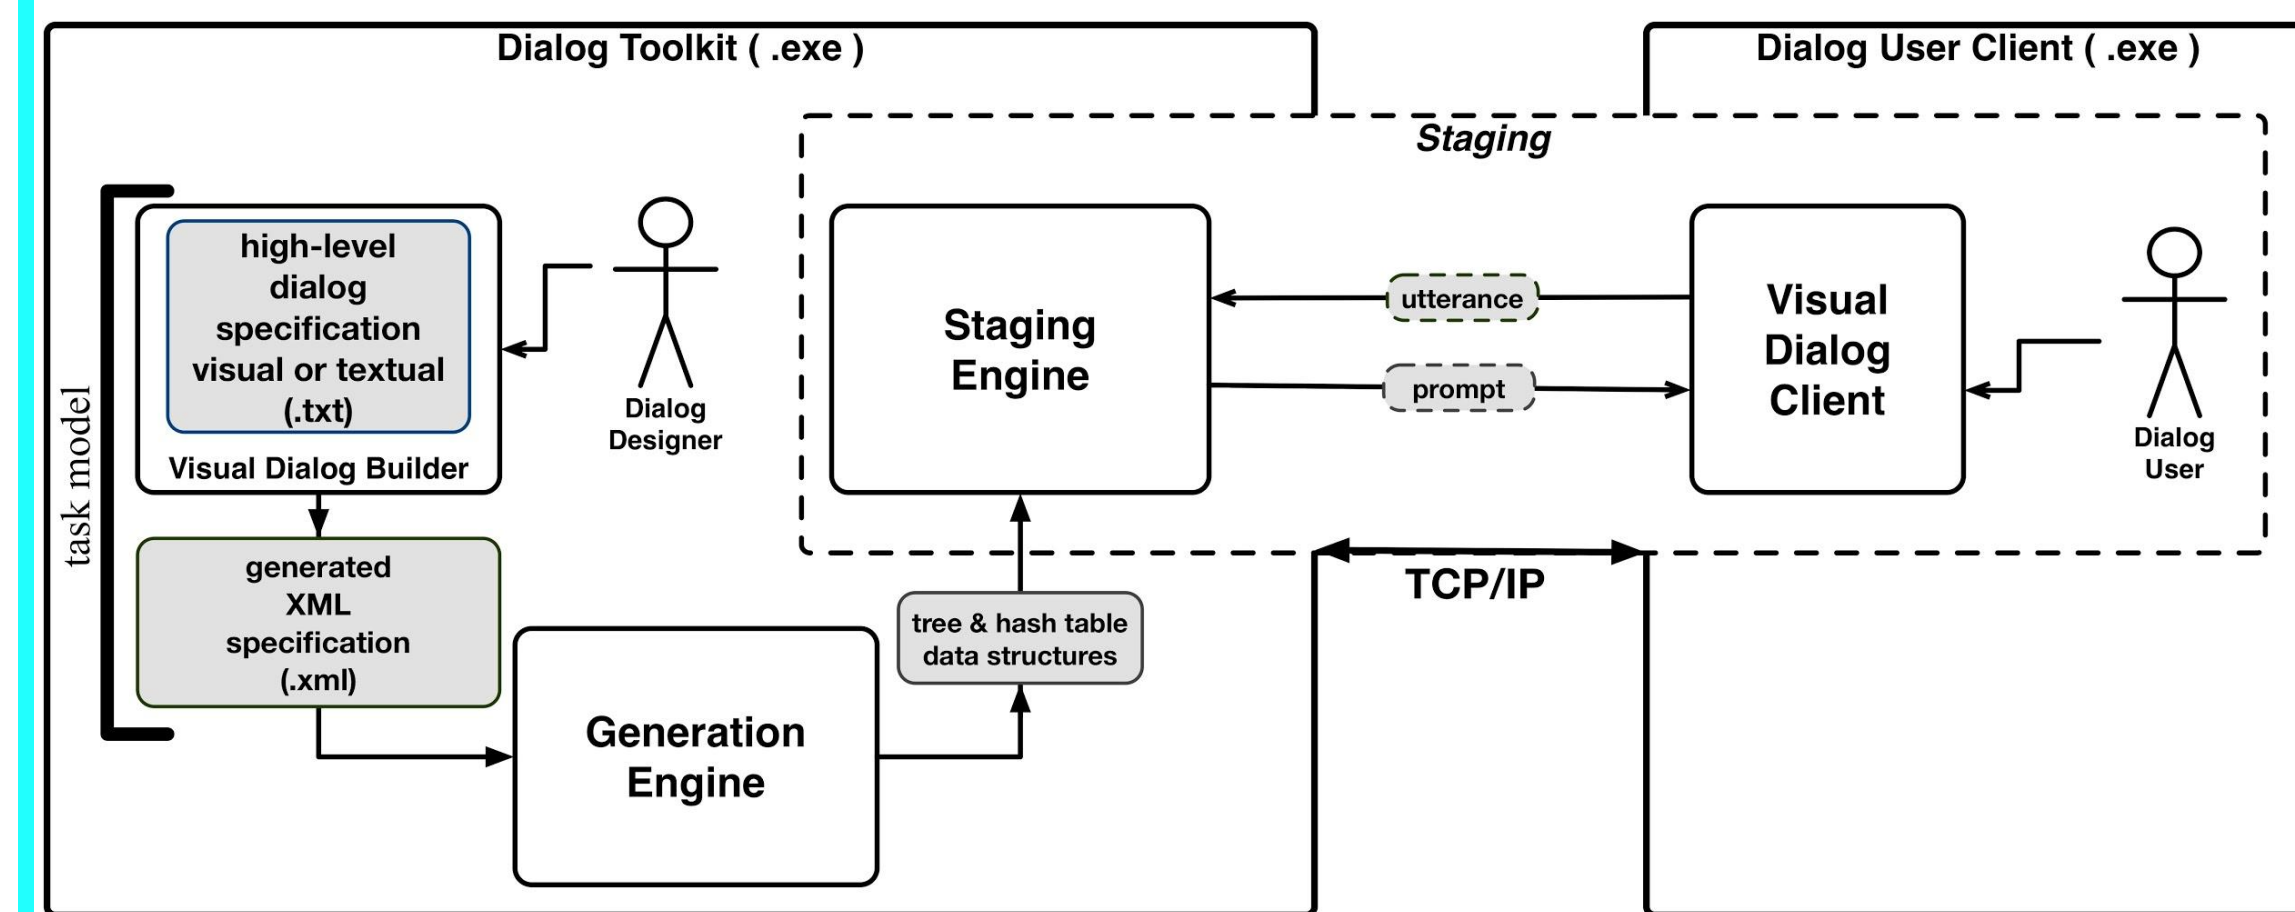 Dialog Toolkit ( .exe )
Dialog User Client ( .exe )
Staging
task model
high-level
dialog
specification
visual or textual
(.txt)
Visual Dialog Builder
Dialog
Designer
generated
XML
specification
(.xml)
Generation
Engine
tree & hash table
data structures
Staging
Engine
utterance
prompt
Visual
Dialog
Client
Dialog
User
TCP/IP